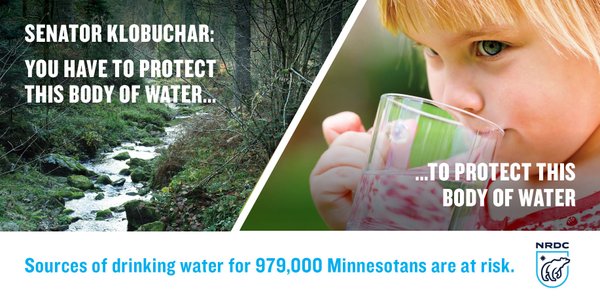 SENATOR KLOBUCHAR:
YOU HAVE TO PROTECT
THIS BODY OF WATER...
...TO PROTECT THIS
BODY OF WATER
Sources of drinking water for 979,000 Minnesotans are at risk.
NRDC